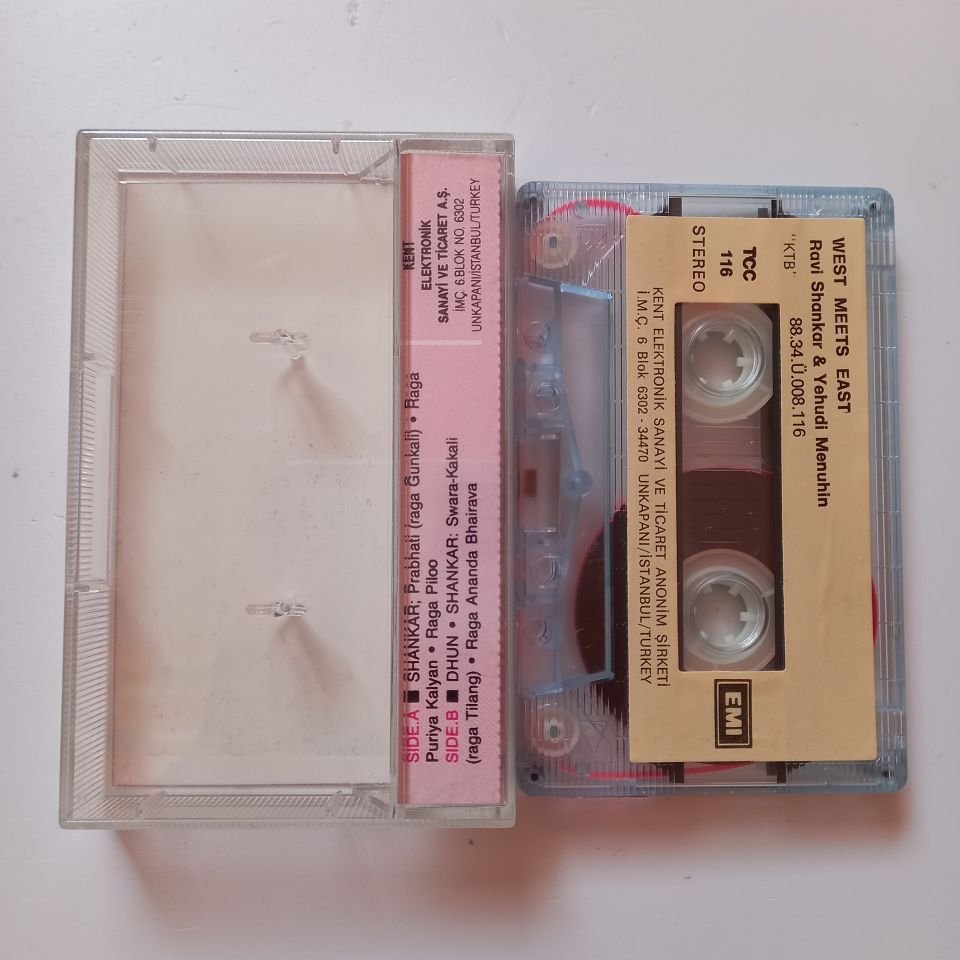 KENT
ELEKTRONİK
SANAYİ VE TİCARET A.Ş.
İMÇ. 6.BLOK NO. 6302
UNKAPANI/İSTANBUL/TURKEY
SIDE.A ■ SHANKAR: Prabhati (raga Gunkali) • Raga
Puriya Kalyan • Raga Piloo
SIDE.B ■ DHUN • SHANKAR: Swara-Kakali
(raga Tilang) • Raga Ananda Bhairava
WEST MEETS EAST
Ravi Shankar & Yehudi Menuhin
"KTB" 88.34.Ü.008.116
TCC
116
STEREO
KENT ELEKTRONİK SANAYİ VE TİCARET ANONİM ŞİRKETİ
İ.M.Ç. 6 Blok 6302 - 34470 UNKAPANI/İSTANBUL/TURKEY
EMI